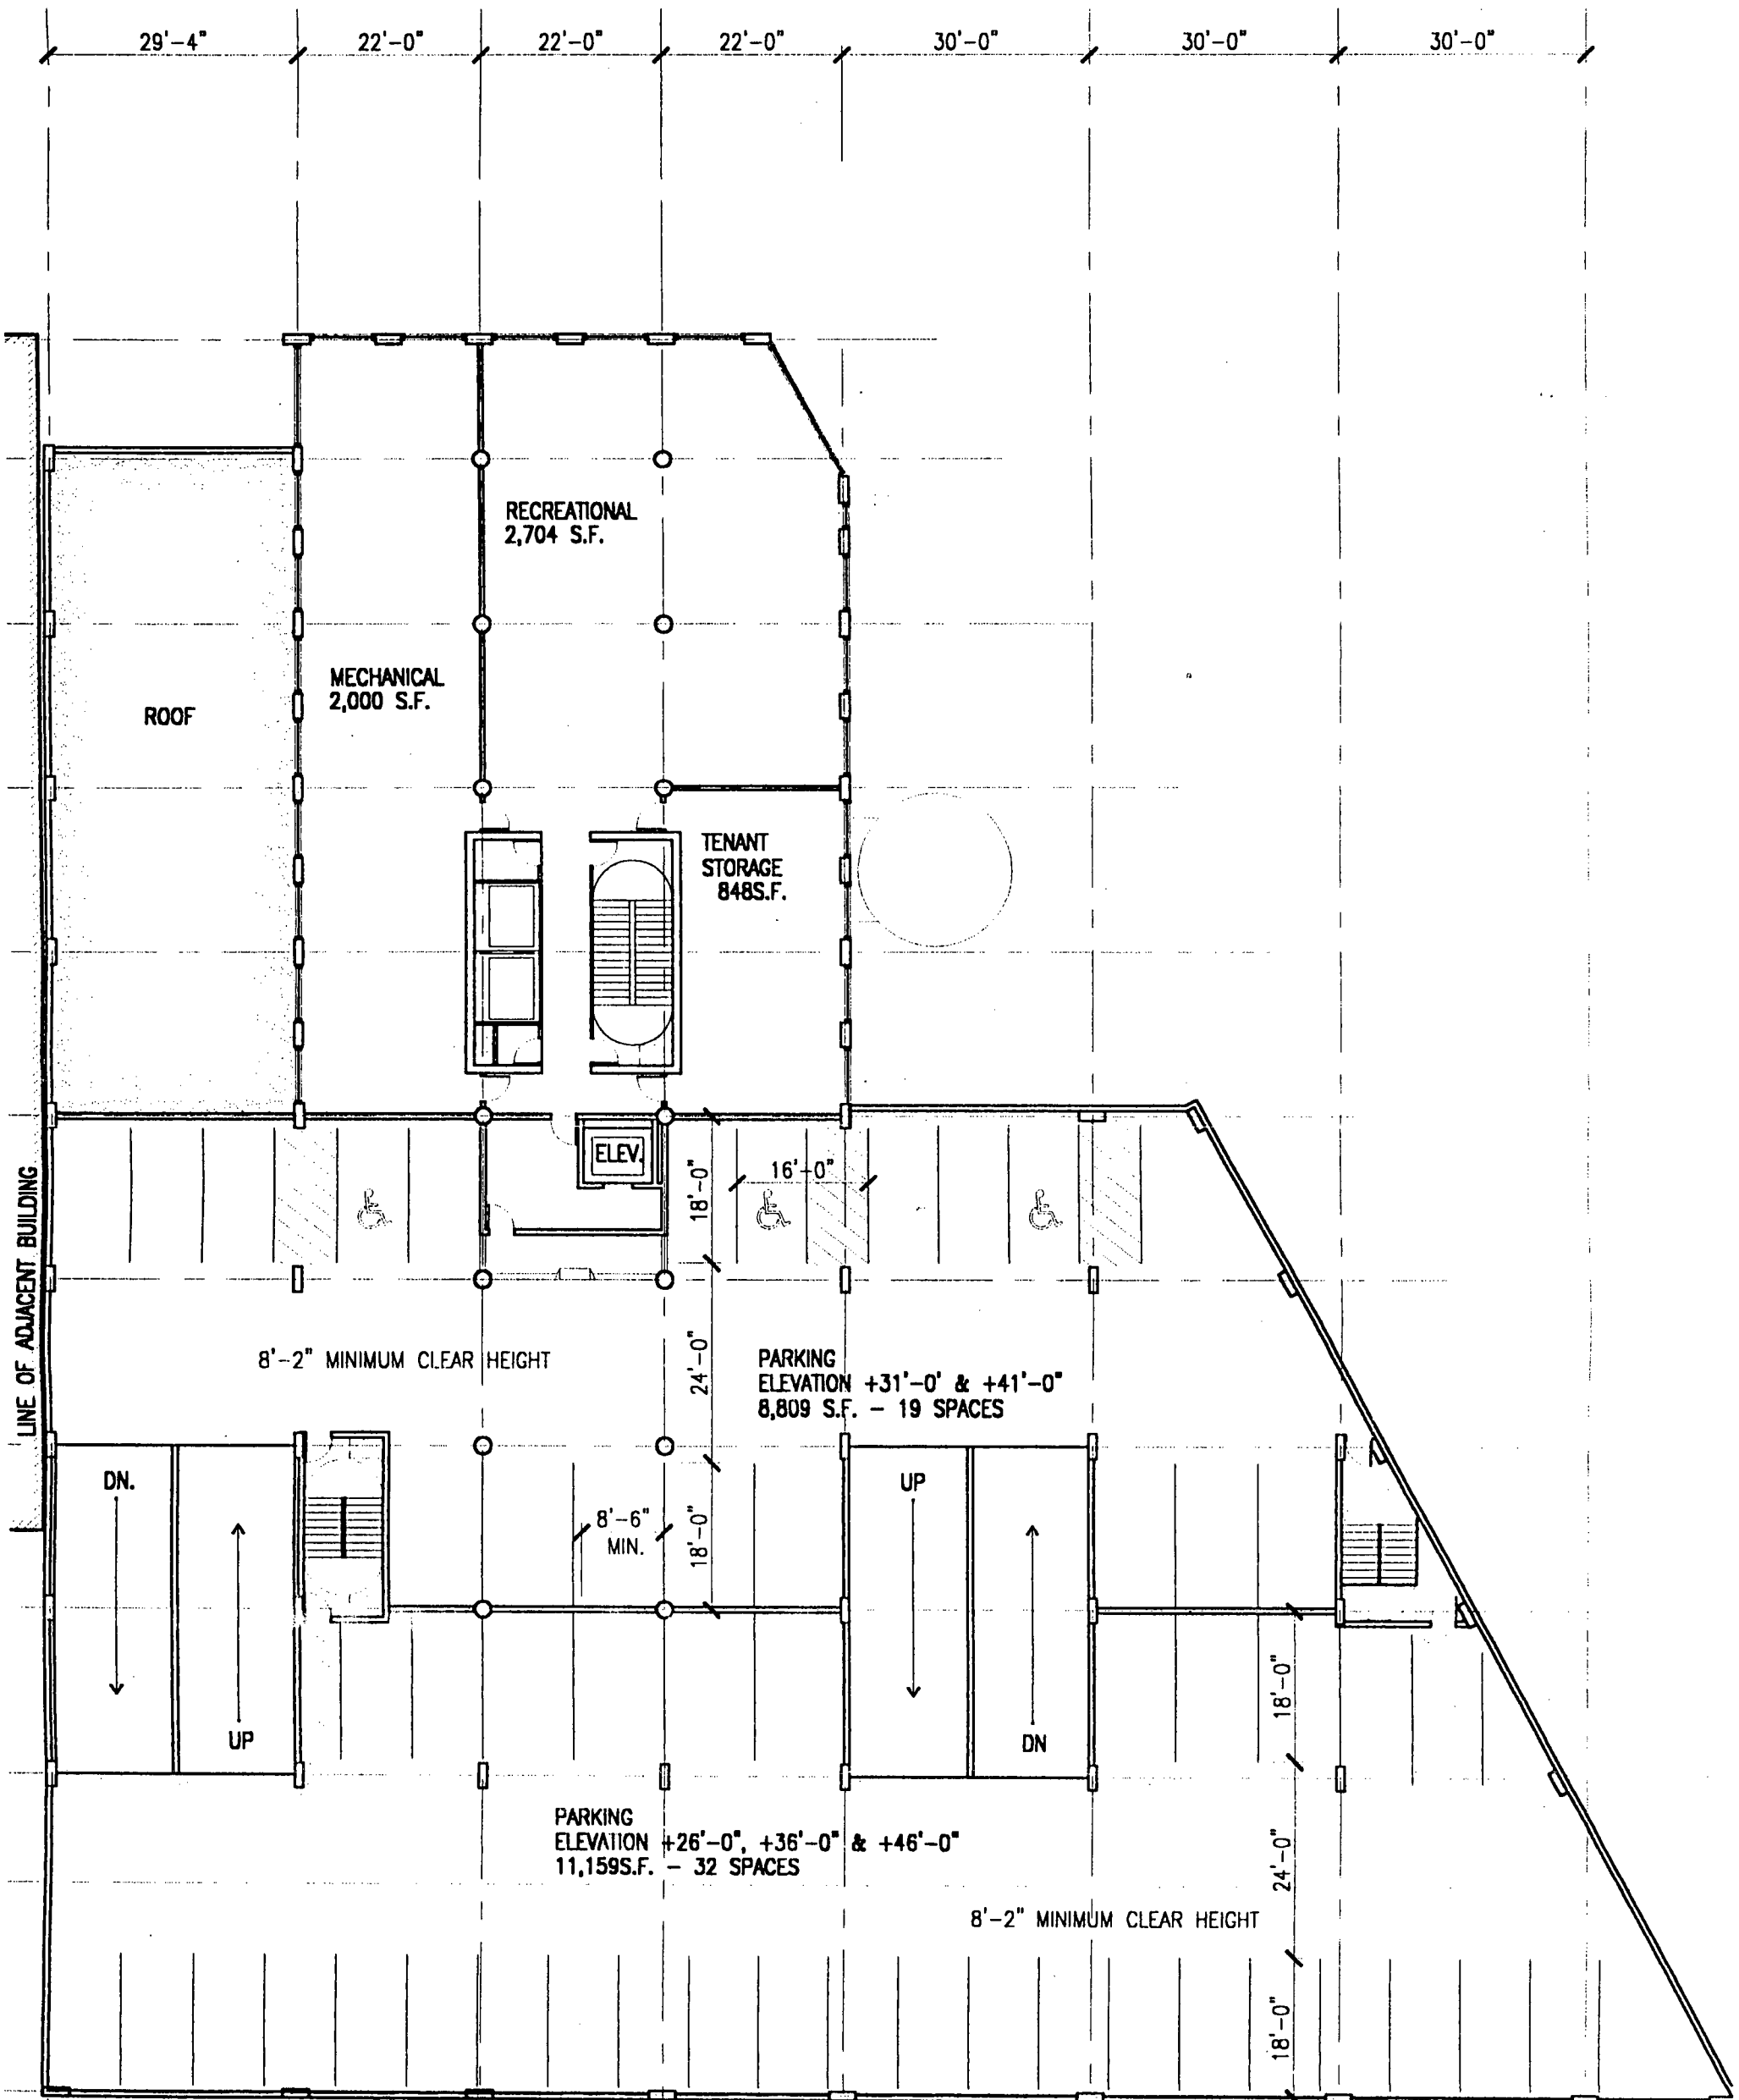 29'-4"
22'-0"
22'-0"
22'-0"
30'-0"
30'-0"
30'-0"
RECREATIONAL
2,704 S.F.
MECHANICAL
2,000 S.F.
ROOF
TENANT
STORAGE
848S.F.
LINE OF ADJACENT BUILDING
ELEV.
18'-0"
16'-0"
8'-2" MINIMUM CLEAR HEIGHT
24'-0"
PARKING
ELEVATION +31'-0' & +41'-0"
8,809 S.F. - 19 SPACES
DN.
UP
8'-6"
MIN.
18'-0"
UP
DN
18'-0"
PARKING
ELEVATION +26'-0", +36'-0" & +46'-0"
11,159S.F. - 32 SPACES
24'-0"
8'-2" MINIMUM CLEAR HEIGHT
18'-0"